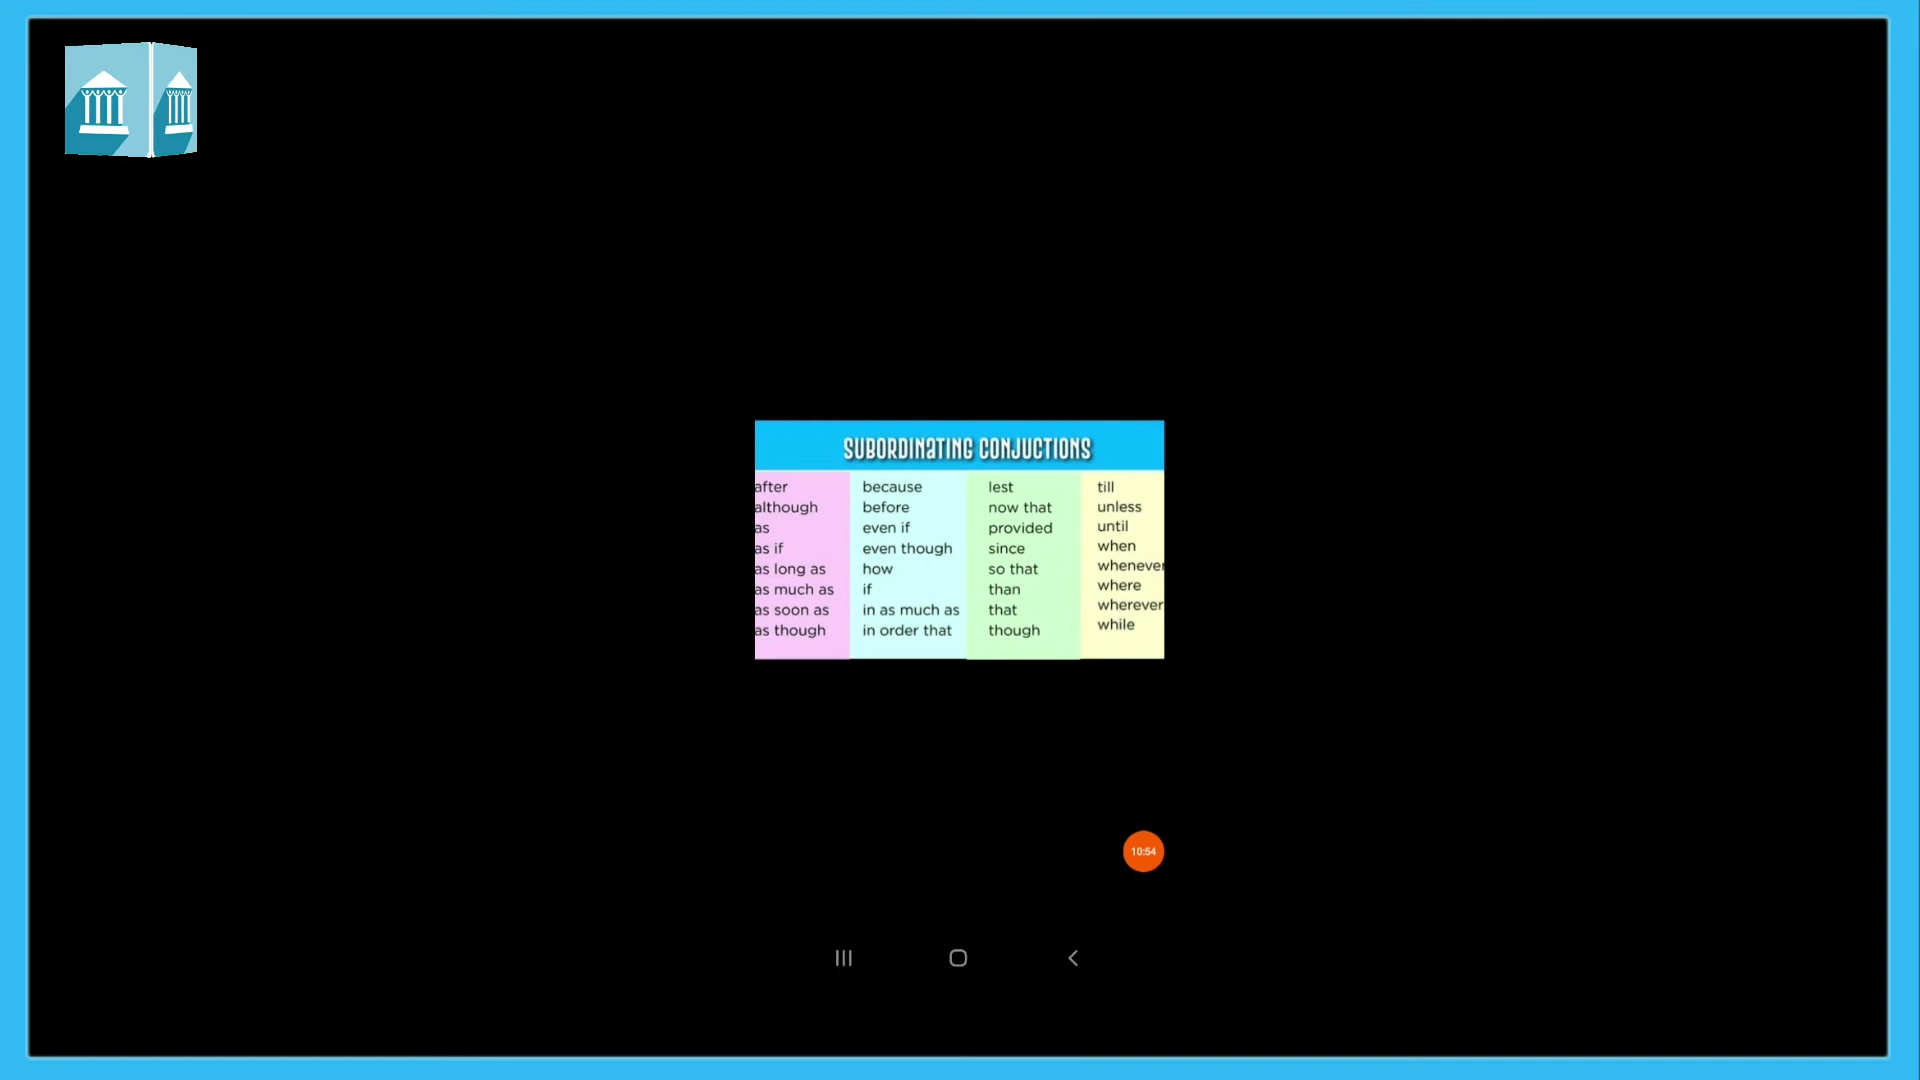 SUBORDINATING CONJUCTIONS
after
although
as
as if
as long as
as much as
as soon as
as though
because
before
even if
even though
how
if
in as much as
in order that
lest
now that
provided
since
so that
than
that
though
till
unless
until
when
whenever
where
wherever
while
10:54